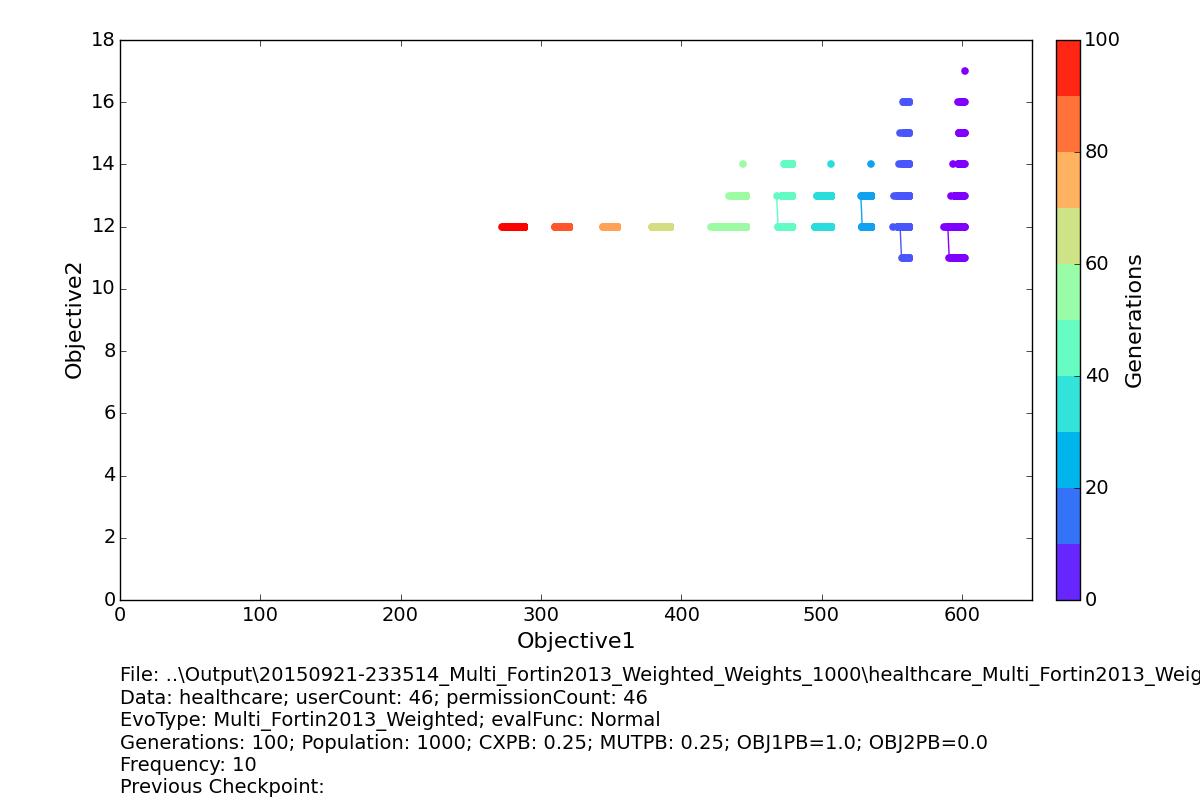 18
16
14
12
10
8
6
4
2
0
Objective2
0 100 200 300 400 500 600
Objective1
100
80
60
40
20
0
Generations
File: ..\Output\20150921-233514_Multi_Fortin2013_Weighted_Weights_1000\healthcare_Multi_Fortin2013_Weig
Data: healthcare; userCount: 46; permissionCount: 46
EvoType: Multi_Fortin2013_Weighted; evalFunc: Normal
Generations: 100; Population: 1000; CXPB: 0.25; MUTPB: 0.25; OBJ1PB=1.0; OBJ2PB=0.0
Frequency: 10
Previous Checkpoint: